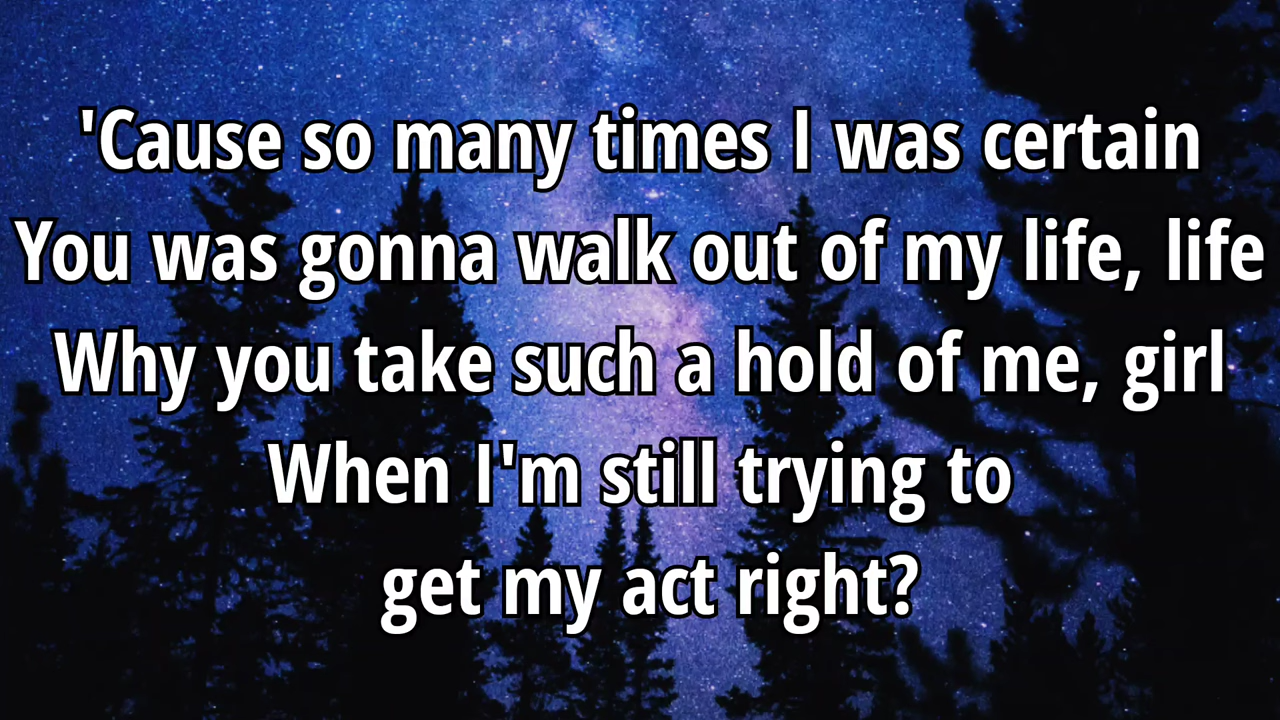 'Cause so many times I was certain
You was gonna walk out of my life, life
Why you take such a hold of me, girl
When I'm still trying to
get my act right?